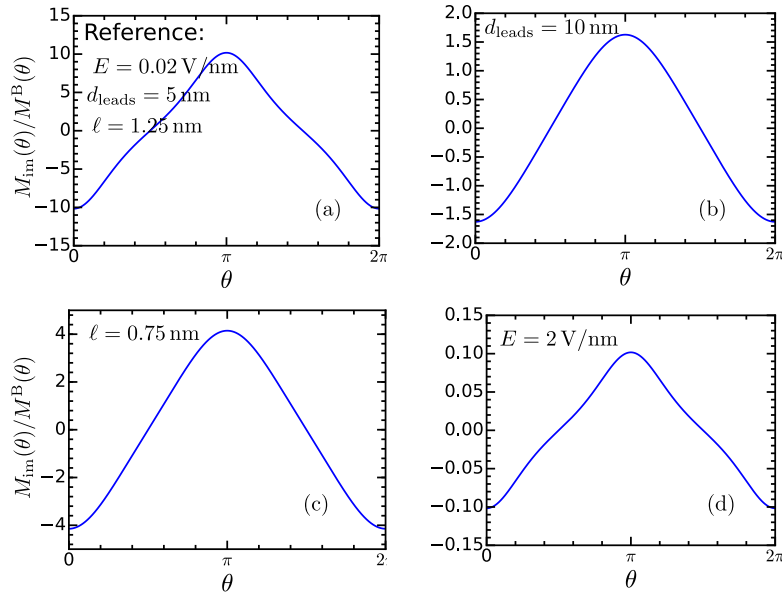 Reference:
E = 0.02 V/nm
d_leads = 5 nm
ℓ = 1.25 nm
M_im(θ)/M^B(θ)
15
10
5
0
−5
−10
−15
(a)
0 π 2π
θ
d_leads = 10 nm
2.0
1.5
1.0
0.5
0.0
−0.5
−1.0
−1.5
−2.0
(b)
0 π 2π
θ
ℓ = 0.75 nm
M_im(θ)/M^B(θ)
4
2
0
−2
−4
(c)
0 π 2π
θ
E = 2 V/nm
0.15
0.10
0.05
0.00
−0.05
−0.10
−0.15
(d)
0 π 2π
θ